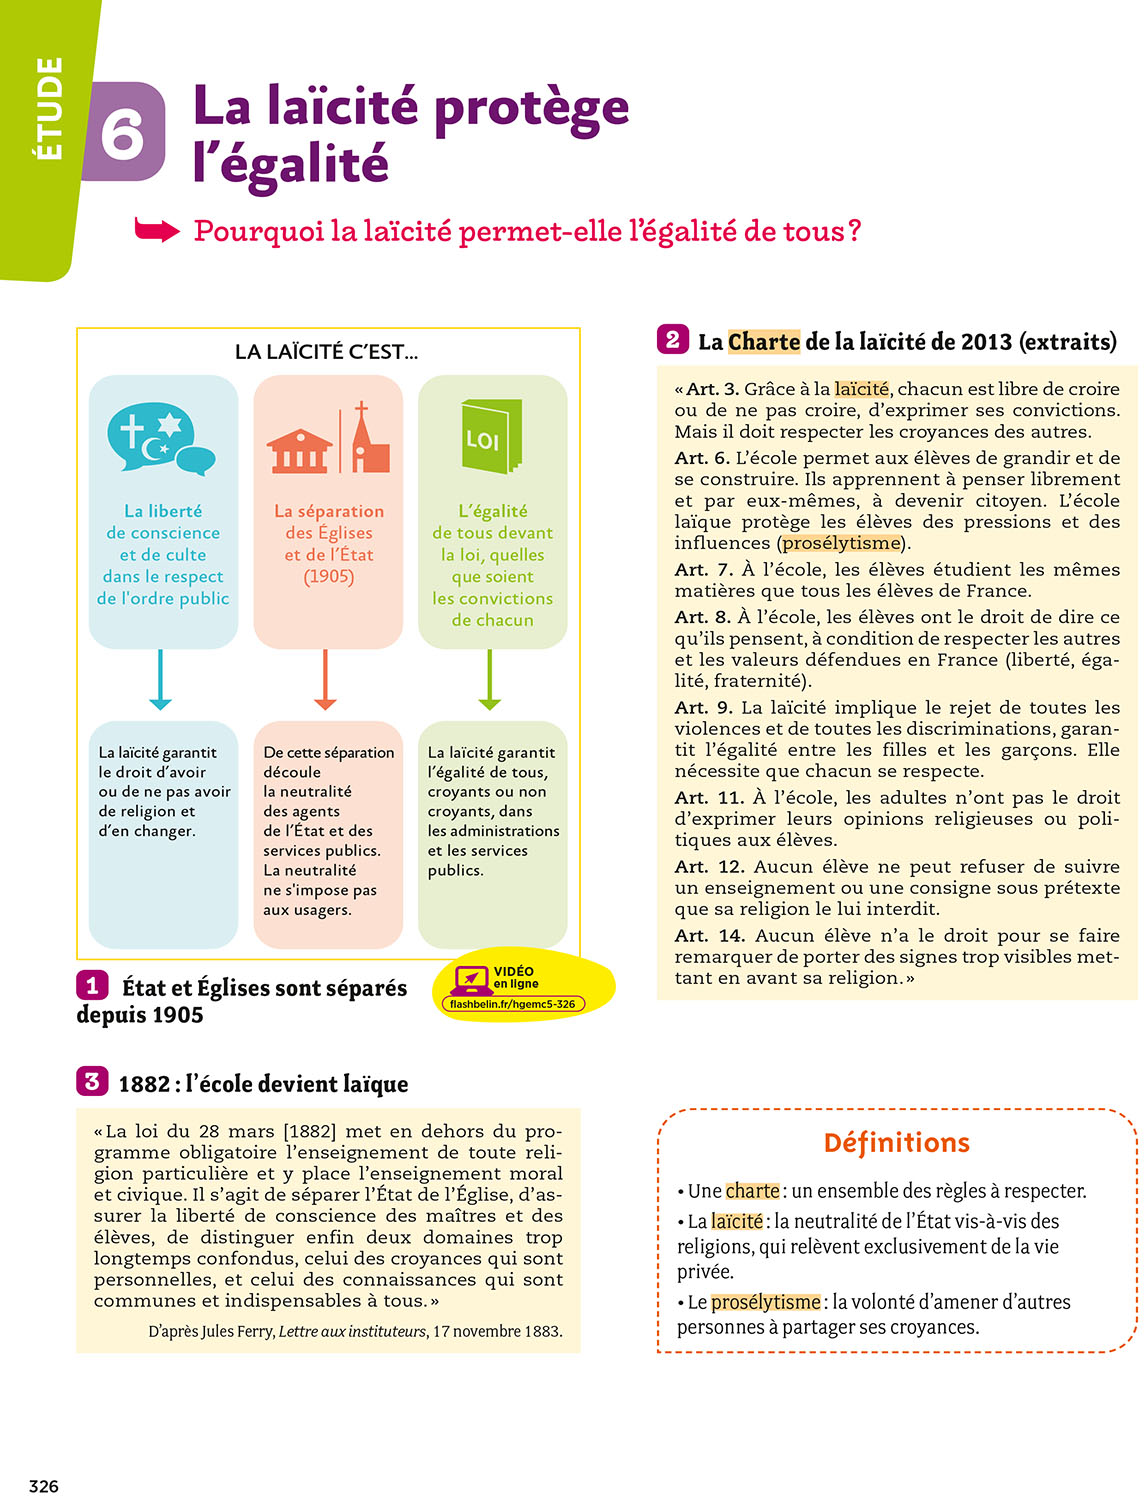 ÉTUDE
6
La laïcité protège
l'égalité
Pourquoi la laïcité permet-elle l'égalité de tous ?
LA LAÏCITÉ C'EST...
La liberté
de conscience
et de culte
dans le respect
de l'ordre public
La laïcité garantit
le droit d'avoir
ou de ne pas avoir
de religion et
d'en changer.
La séparation
des Églises
et de l'État
(1905)
De cette séparation
découle
la neutralité
des agents
de l'État et des
services publics.
La neutralité
ne s'impose pas
aux usagers.
LOI
L'égalité
de tous devant
la loi, quelles
que soient
les convictions
de chacun
La laïcité garantit
l'égalité de tous,
croyants ou non
croyants, dans
les administrations
et les services
publics.
1 État et Églises sont séparés
depuis 1905
VIDÉO
en ligne
flashbelin.fr/hgemc5-326
2 La Charte de la laïcité de 2013 (extraits)
« Art. 3. Grâce à la laïcité, chacun est libre de croire
ou de ne pas croire, d'exprimer ses convictions.
Mais il doit respecter les croyances des autres.
Art. 6. L'école permet aux élèves de grandir et de
se construire. Ils apprennent à penser librement
et par eux-mêmes, à devenir citoyen. L'école
laïque protège les élèves des pressions et des
influences (prosélytisme).
Art. 7. À l'école, les élèves étudient les mêmes
matières que tous les élèves de France.
Art. 8. À l'école, les élèves ont le droit de dire ce
qu'ils pensent, à condition de respecter les autres
et les valeurs défendues en France (liberté, éga-
lité, fraternité).
Art. 9. La laïcité implique le rejet de toutes les
violences et de toutes les discriminations, garan-
tit l'égalité entre les filles et les garçons. Elle
nécessite que chacun se respecte.
Art. 11. À l'école, les adultes n'ont pas le droit
d'exprimer leurs opinions religieuses ou poli-
tiques aux élèves.
Art. 12. Aucun élève ne peut refuser de suivre
un enseignement ou une consigne sous prétexte
que sa religion le lui interdit.
Art. 14. Aucun élève n'a le droit pour se faire
remarquer de porter des signes trop visibles met-
tant en avant sa religion. »
3 1882 : l'école devient laïque
« La loi du 28 mars [1882] met en dehors du pro-
gramme obligatoire l'enseignement de toute reli-
gion particulière et y place l'enseignement moral
et civique. Il s'agit de séparer l'État de l'Église, d'as-
surer la liberté de conscience des maîtres et des
élèves, de distinguer enfin deux domaines trop
longtemps confondus, celui des croyances qui sont
personnelles, et celui des connaissances qui sont
communes et indispensables à tous. »
D'après Jules Ferry, Lettre aux instituteurs, 17 novembre 1883.
Définitions
• Une charte : un ensemble des règles à respecter.
• La laïcité : la neutralité de l'État vis-à-vis des
religions, qui relèvent exclusivement de la vie
privée.
• Le prosélytisme : la volonté d'amener d'autres
personnes à partager ses croyances.
326